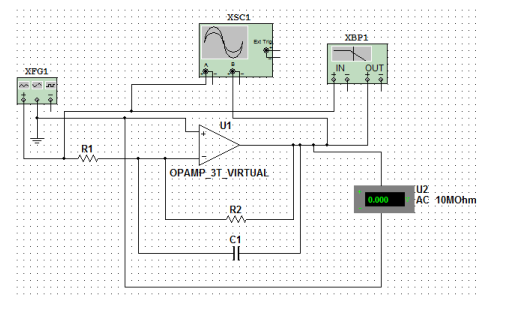 XSC1
Ext Trig
A B
XBP1
IN OUT
XFG1
U1
R1
OPAMP_3T_VIRTUAL
U2
0.000
AC 10MOhm
R2
C1